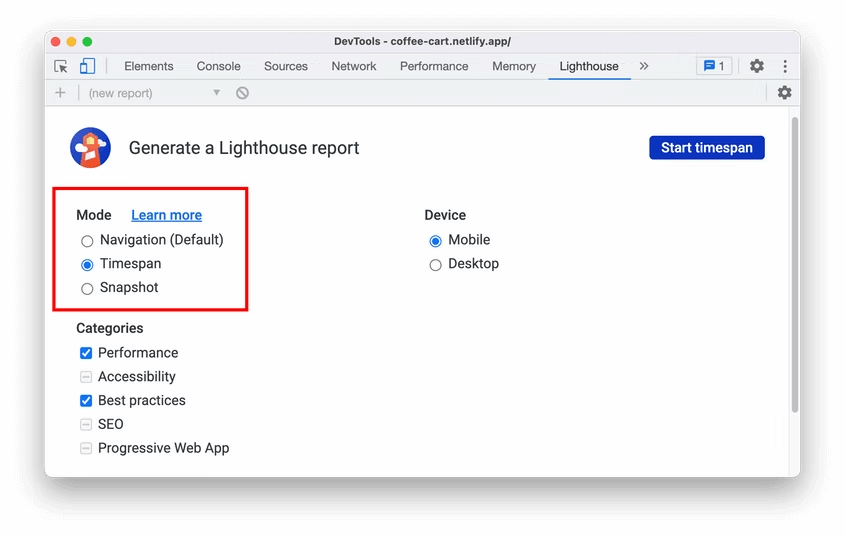 DevTools - coffee-cart.netlify.app/
Elements Console Sources Network Performance Memory Lighthouse » 1
+ (new report)
Generate a Lighthouse report Start timespan
Mode Learn more Device
Navigation (Default) Mobile
Timespan Desktop
Snapshot
Categories
Performance
Accessibility
Best practices
SEO
Progressive Web App